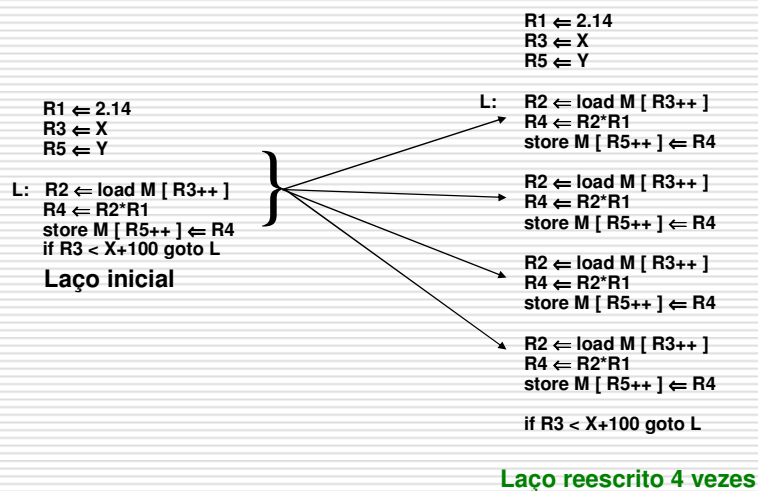 R1 ⇐ 2.14
R3 ⇐ X
R5 ⇐ Y
L: R2 ⇐ load M [ R3++ ]
R4 ⇐ R2*R1
store M [ R5++ ] ⇐ R4
if R3 < X+100 goto L
Laço inicial
R1 ⇐ 2.14
R3 ⇐ X
R5 ⇐ Y
L: R2 ⇐ load M [ R3++ ]
R4 ⇐ R2*R1
store M [ R5++ ] ⇐ R4
R2 ⇐ load M [ R3++ ]
R4 ⇐ R2*R1
store M [ R5++ ] ⇐ R4
R2 ⇐ load M [ R3++ ]
R4 ⇐ R2*R1
store M [ R5++ ] ⇐ R4
R2 ⇐ load M [ R3++ ]
R4 ⇐ R2*R1
store M [ R5++ ] ⇐ R4
if R3 < X+100 goto L
Laço reescrito 4 vezes